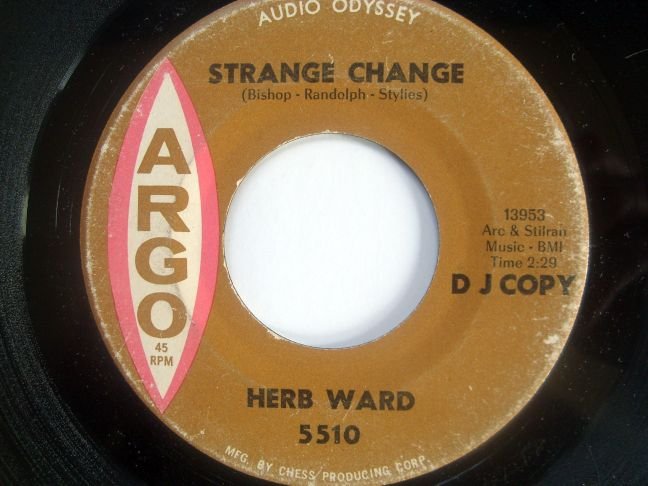 AUDIO ODYSSEY
STRANGE CHANGE
(Bishop - Randolph - Stylies)
ARGO
45
RPM
13953
Arc & Stilran
Music - BMI
Time 2:29
D J COPY
HERB WARD
5510
MFG. BY CHESS PRODUCING CORP.